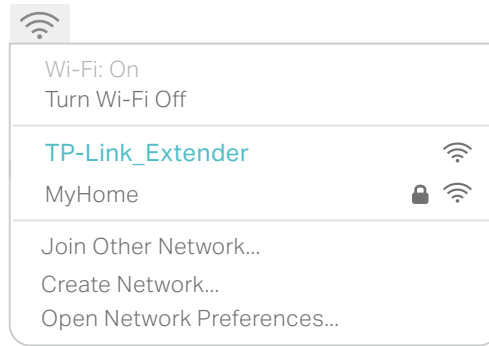 Wi-Fi: On
Turn Wi-Fi Off
TP-Link_Extender
MyHome
Join Other Network...
Create Network...
Open Network Preferences...